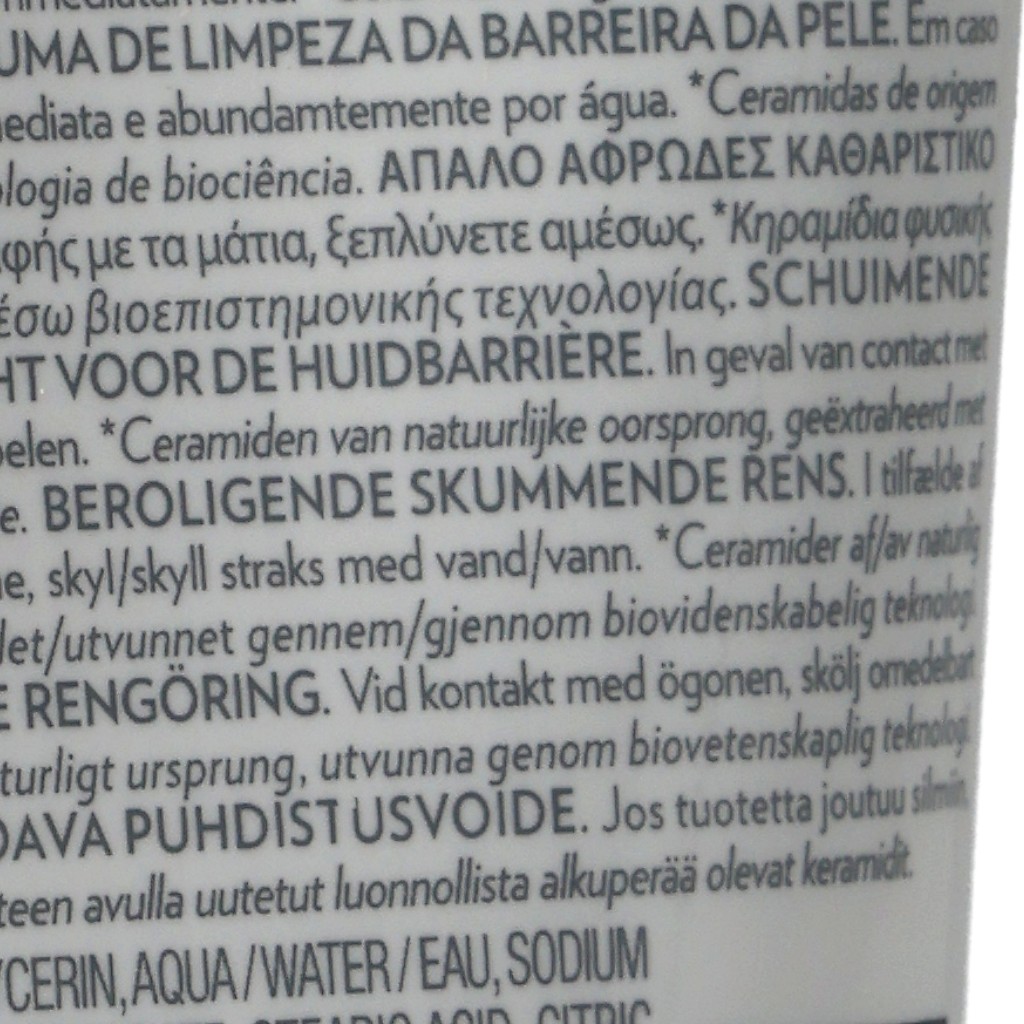 UMA DE LIMPEZA DA BARREIRA DA PELE. Em caso
ediata e abundamtemente por água. *Ceramidas de origem
logia de biociência. ΑΠΑΛΟ ΑΦΡΩΔΕΣ ΚΑΘΑΡΙΣΤΙΚΟ
φής με τα μάτια, ξεπλύνετε αμέσως. *Κηραμίδια φυσικής
έσω βιοεπιστημονικής τεχνολογίας. SCHUIMENDE
HT VOOR DE HUIDBARRIÈRE. In geval van contact met
elen. *Ceramiden van natuurlijke oorsprong, geëxtraheerd met
e. BEROLIGENDE SKUMMENDE RENS. I tilfælde af
e, skyl/skyll straks med vand/vann. *Ceramider af/av naturlig
let/utvunnet gennem/gjennom biovidenskabelig teknologi.
E RENGÖRING. Vid kontakt med ögonen, skölj omedelbart
turligt ursprung, utvunna genom biovetenskaplig teknologi.
DAVA PUHDISTUSVOIDE. Jos tuotetta joutuu silmiin,
teen avulla uutetut luonnollista alkuperää olevat keramidit.
YCERIN, AQUA / WATER / EAU, SODIUM
STEARIC ACID, CITRIC